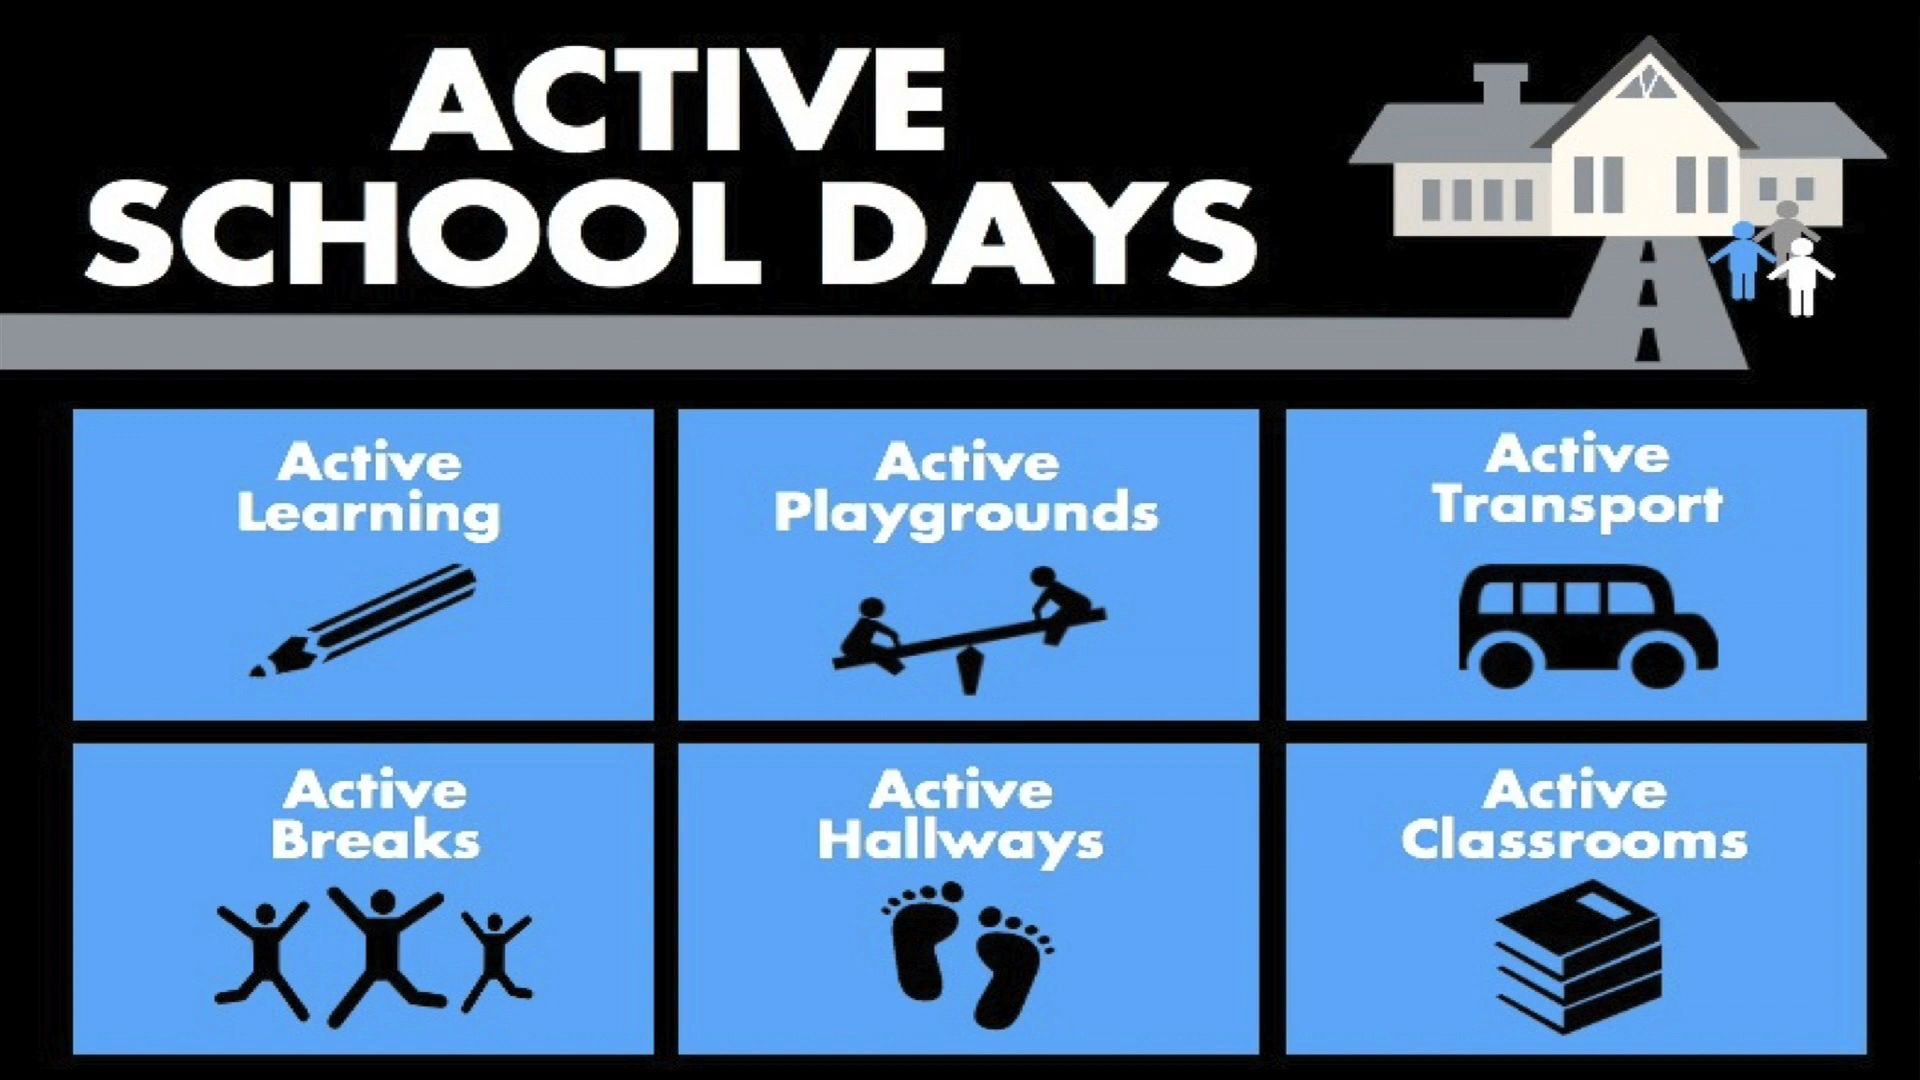 ACTIVE
SCHOOL DAYS
Active
Learning
Active
Playgrounds
Active
Transport
Active
Breaks
Active
Hallways
Active
Classrooms